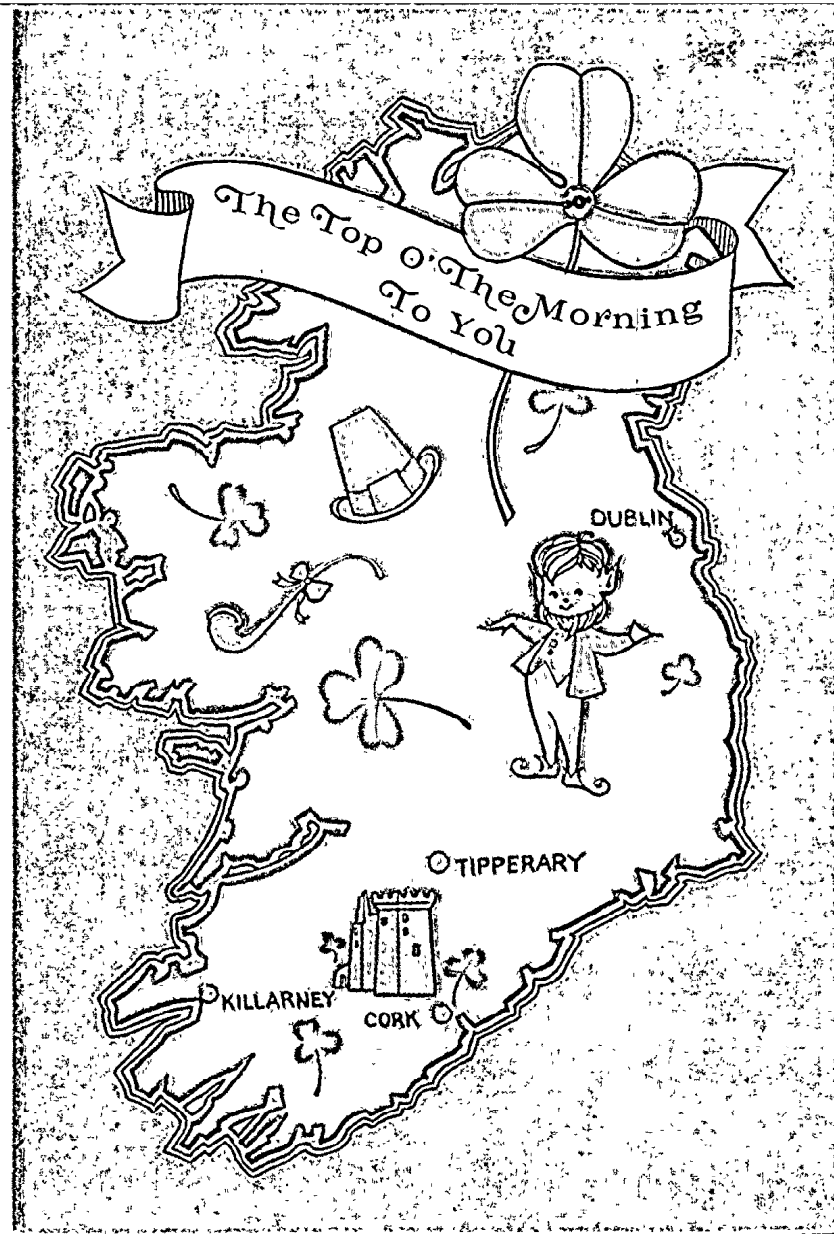 The Top O' The Morning
To You
DUBLIN
TIPPERARY
KILLARNEY
CORK